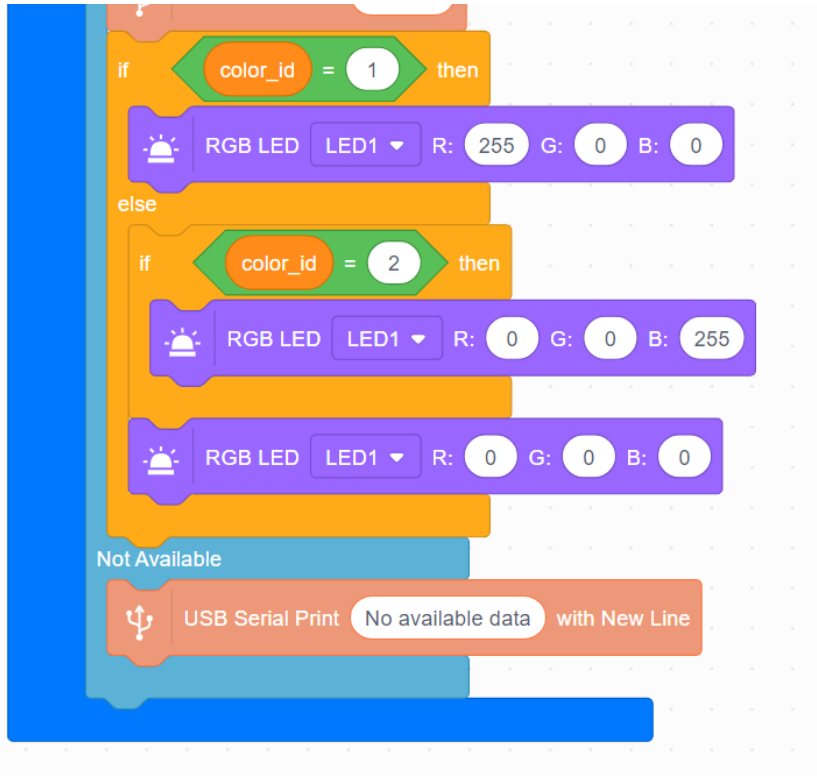 if color_id = 1 then
RGB LED LED1 R: 255 G: 0 B: 0
else
if color_id = 2 then
RGB LED LED1 R: 0 G: 0 B: 255
RGB LED LED1 R: 0 G: 0 B: 0
Not Available
USB Serial Print No available data with New Line